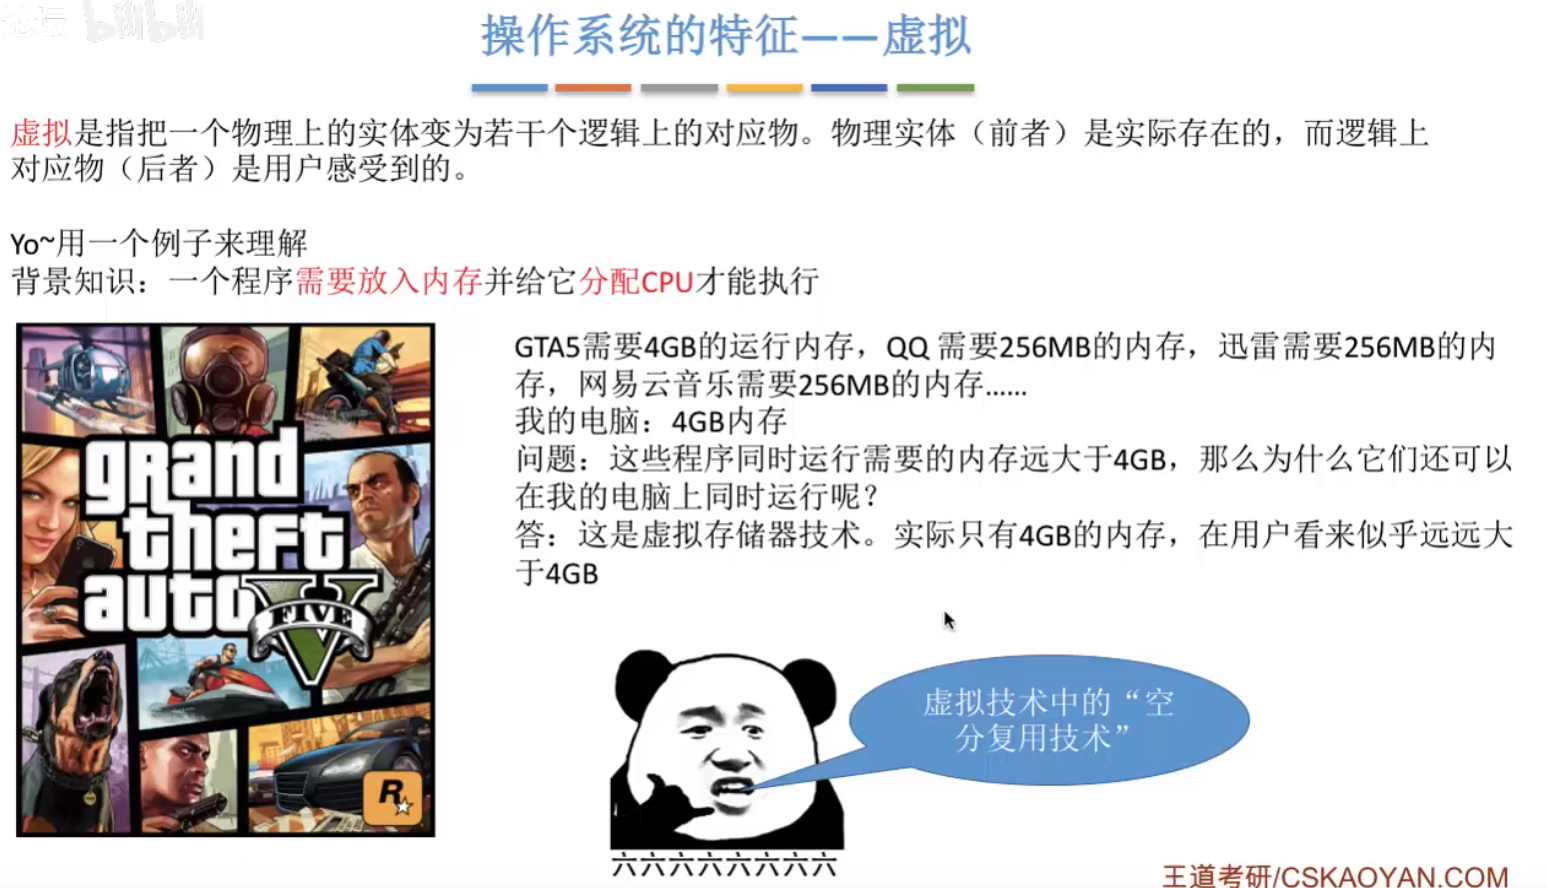 论坛 bilibili
操作系统的特征——虚拟
虚拟是指把一个物理上的实体变为若干个逻辑上的对应物。物理实体（前者）是实际存在的，而逻辑上
对应物（后者）是用户感受到的。
Yo~用一个例子来理解
背景知识：一个程序需要放入内存并给它分配CPU才能执行
GTA5需要4GB的运行内存，QQ 需要256MB的内存，迅雷需要256MB的内
存，网易云音乐需要256MB的内存……
我的电脑：4GB内存
问题：这些程序同时运行需要的内存远大于4GB，那么为什么它们还可以
在我的电脑上同时运行呢？
答：这是虚拟存储器技术。实际只有4GB的内存，在用户看来似乎远远大
于4GB
grand
theft
auto V
FIVE
R
虚拟技术中的“空
分复用技术”
六六六六六六六六
王道考研/CSKAOYAN.COM